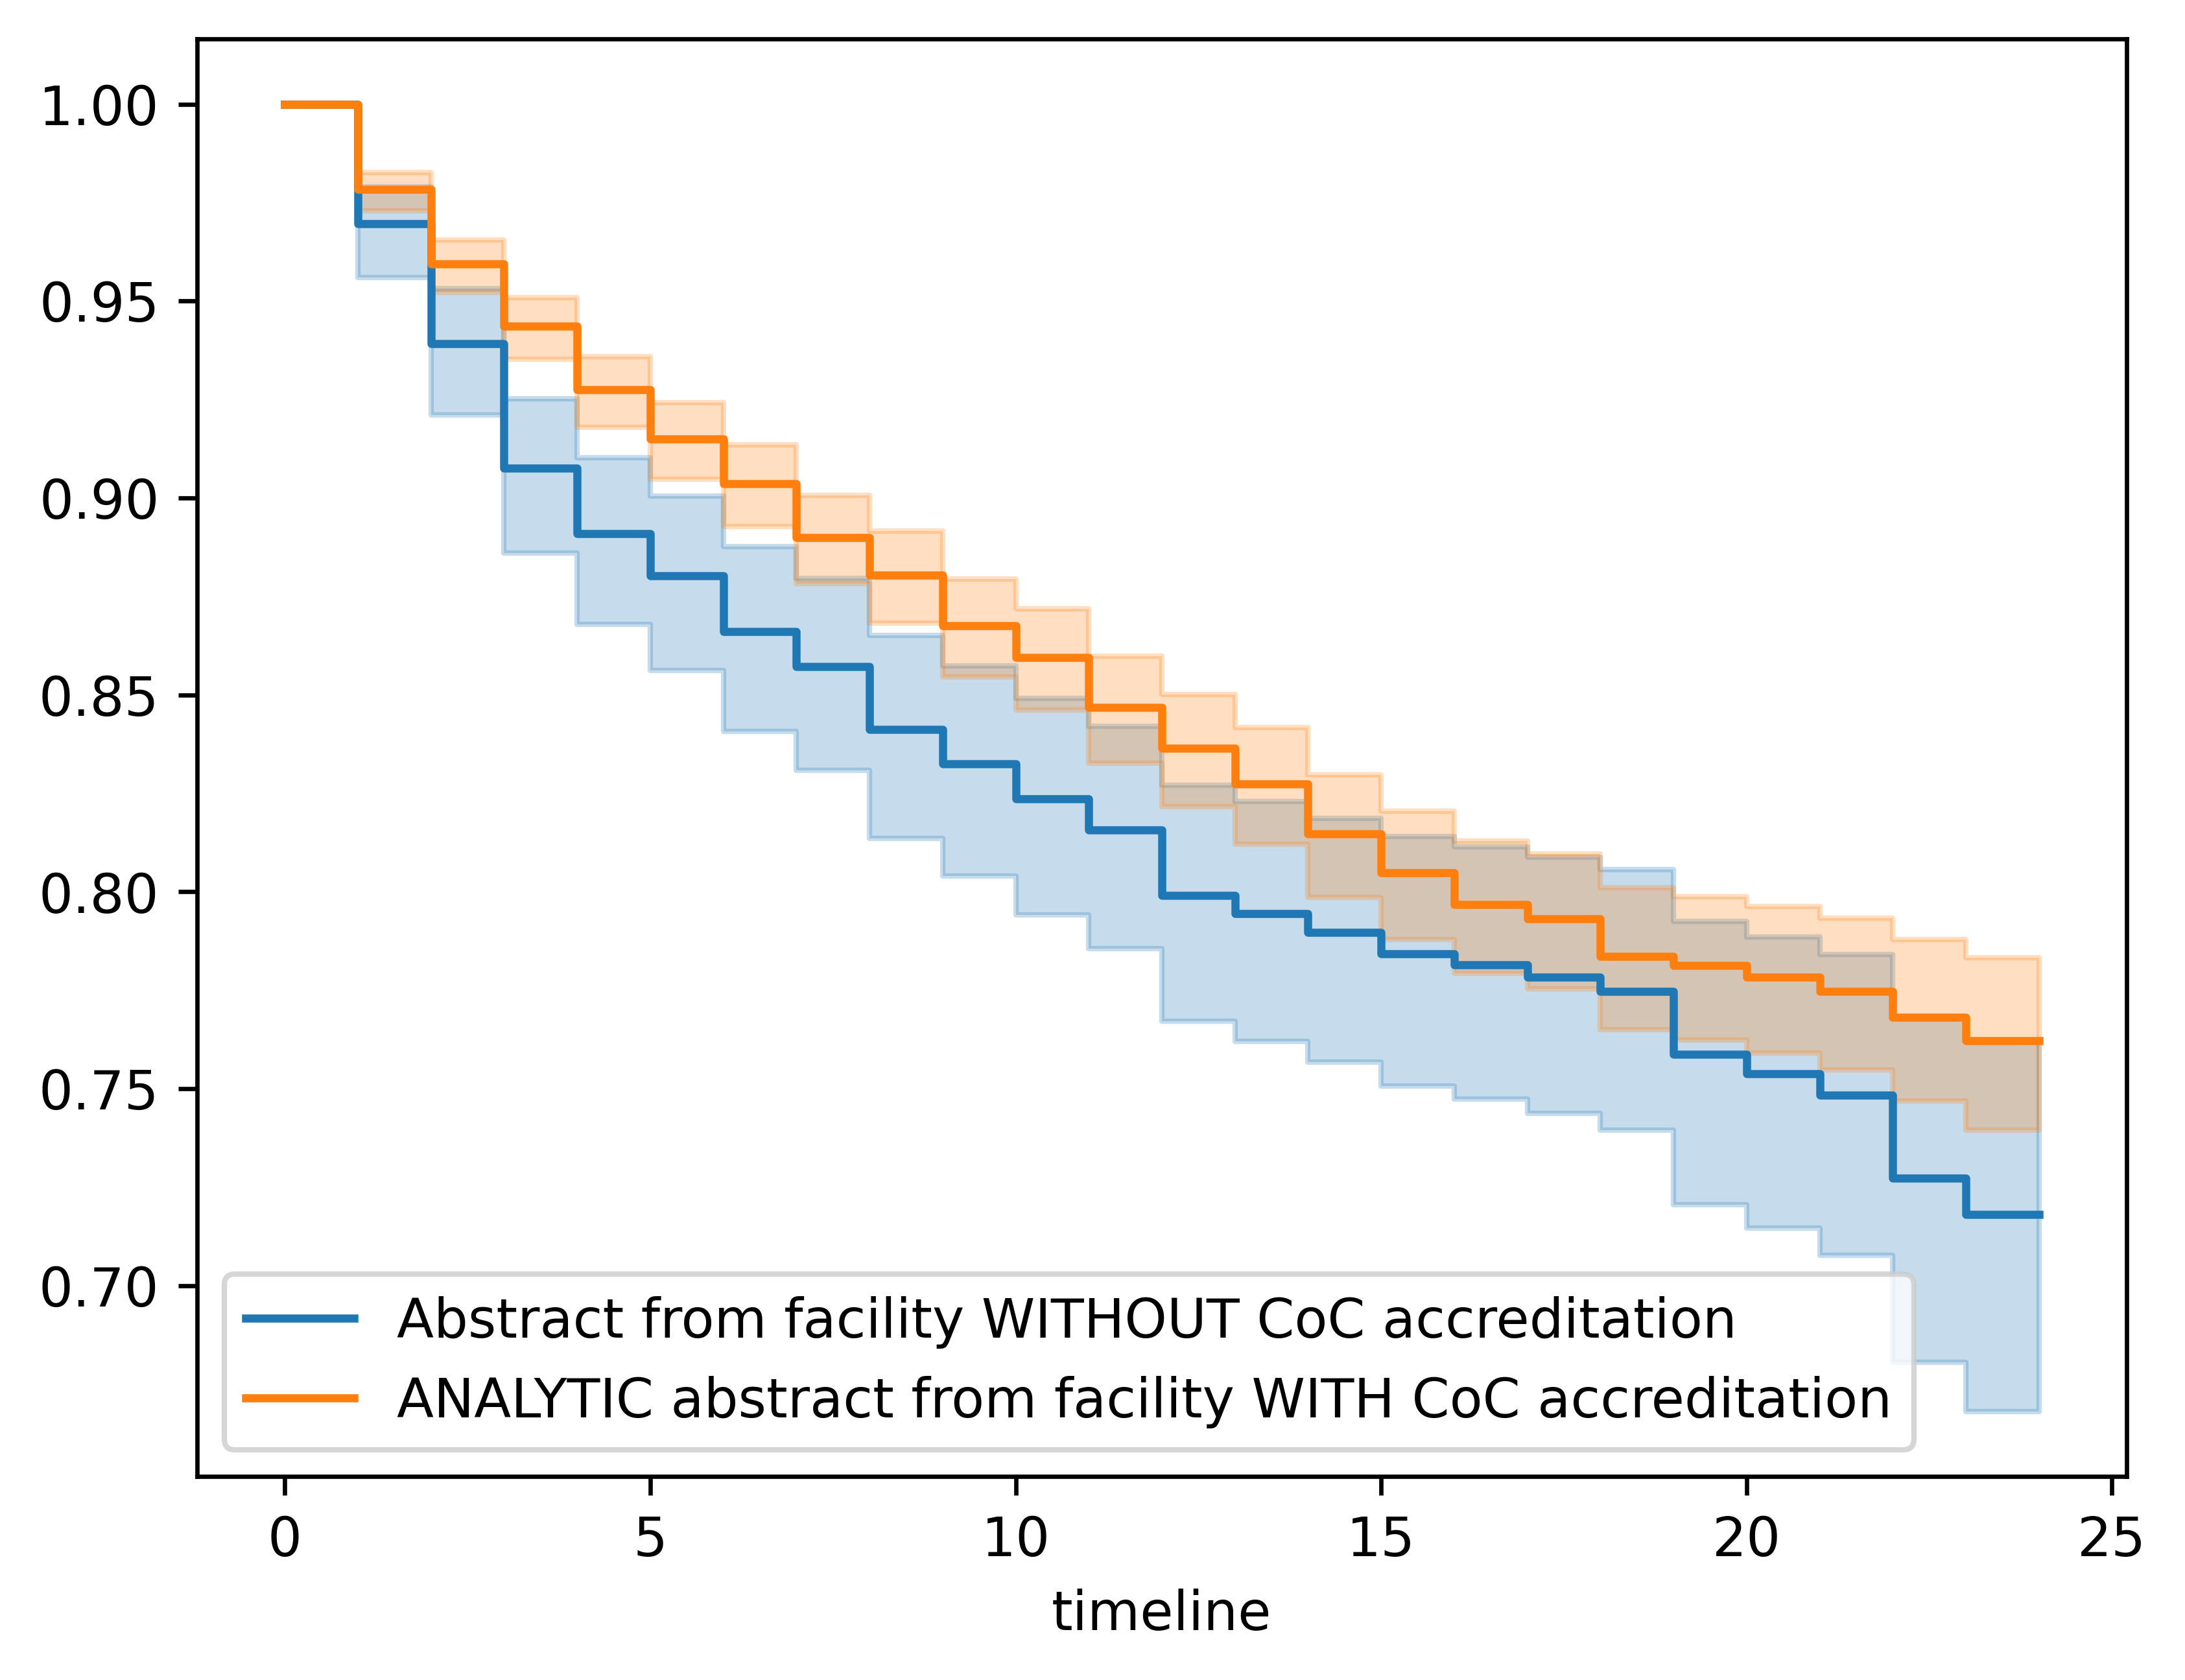 1.00
0.95
0.90
0.85
0.80
0.75
0.70
Abstract from facility WITHOUT CoC accreditation
ANALYTIC abstract from facility WITH CoC accreditation
0 5 10 15 20 25
timeline